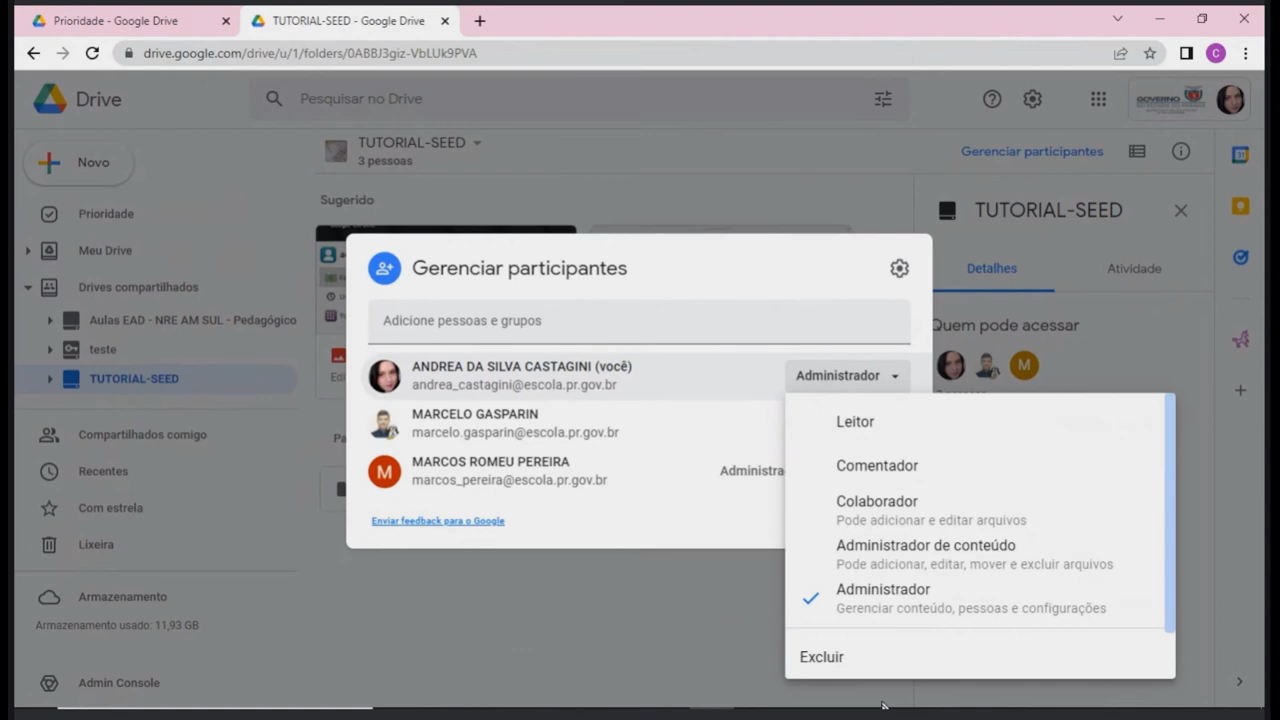 Prioridade - Google Drive
TUTORIAL-SEED - Google Drive
drive.google.com/drive/u/1/folders/0ABBJ3giz-VbLUk9PVA
C
Drive
Pesquisar no Drive
GOVERNO
Novo
TUTORIAL-SEED
3 pessoas
Gerenciar participantes
Prioridade
Meu Drive
Drives compartilhados
Aulas EAD - NRE AM SUL - Pedagógico
teste
TUTORIAL-SEED
Compartilhados comigo
Recentes
Com estrela
Lixeira
Armazenamento
Armazenamento usado: 11,93 GB
Admin Console
Sugerido
TUTORIAL-SEED
Detalhes
Atividade
Quem pode acessar
M
Gerenciar participantes
Adicione pessoas e grupos
ANDREA DA SILVA CASTAGINI (você)
andrea_castagini@escola.pr.gov.br
Administrador
MARCELO GASPARIN
marcelo.gasparin@escola.pr.gov.br
M
MARCOS ROMEU PEREIRA
marcos_pereira@escola.pr.gov.br
Administra
Enviar feedback para o Google
Leitor
Comentador
Colaborador
Pode adicionar e editar arquivos
Administrador de conteúdo
Pode adicionar, editar, mover e excluir arquivos
Administrador
Gerenciar conteúdo, pessoas e configurações
Excluir